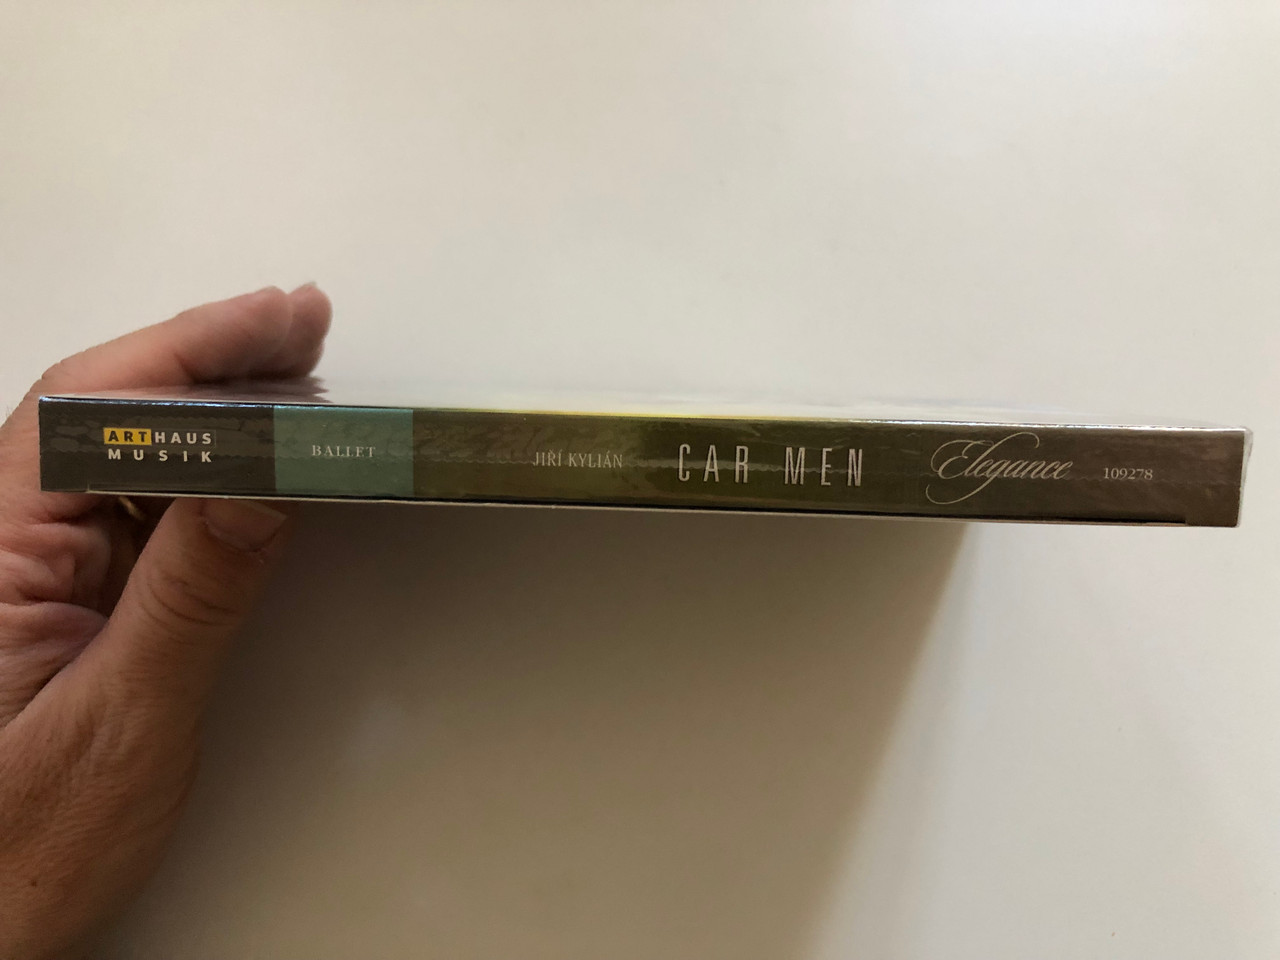 ARTHAUS
MUSIK
BALLET
JIŘÍ KYLIÁN
CAR MEN
Elegance
109278